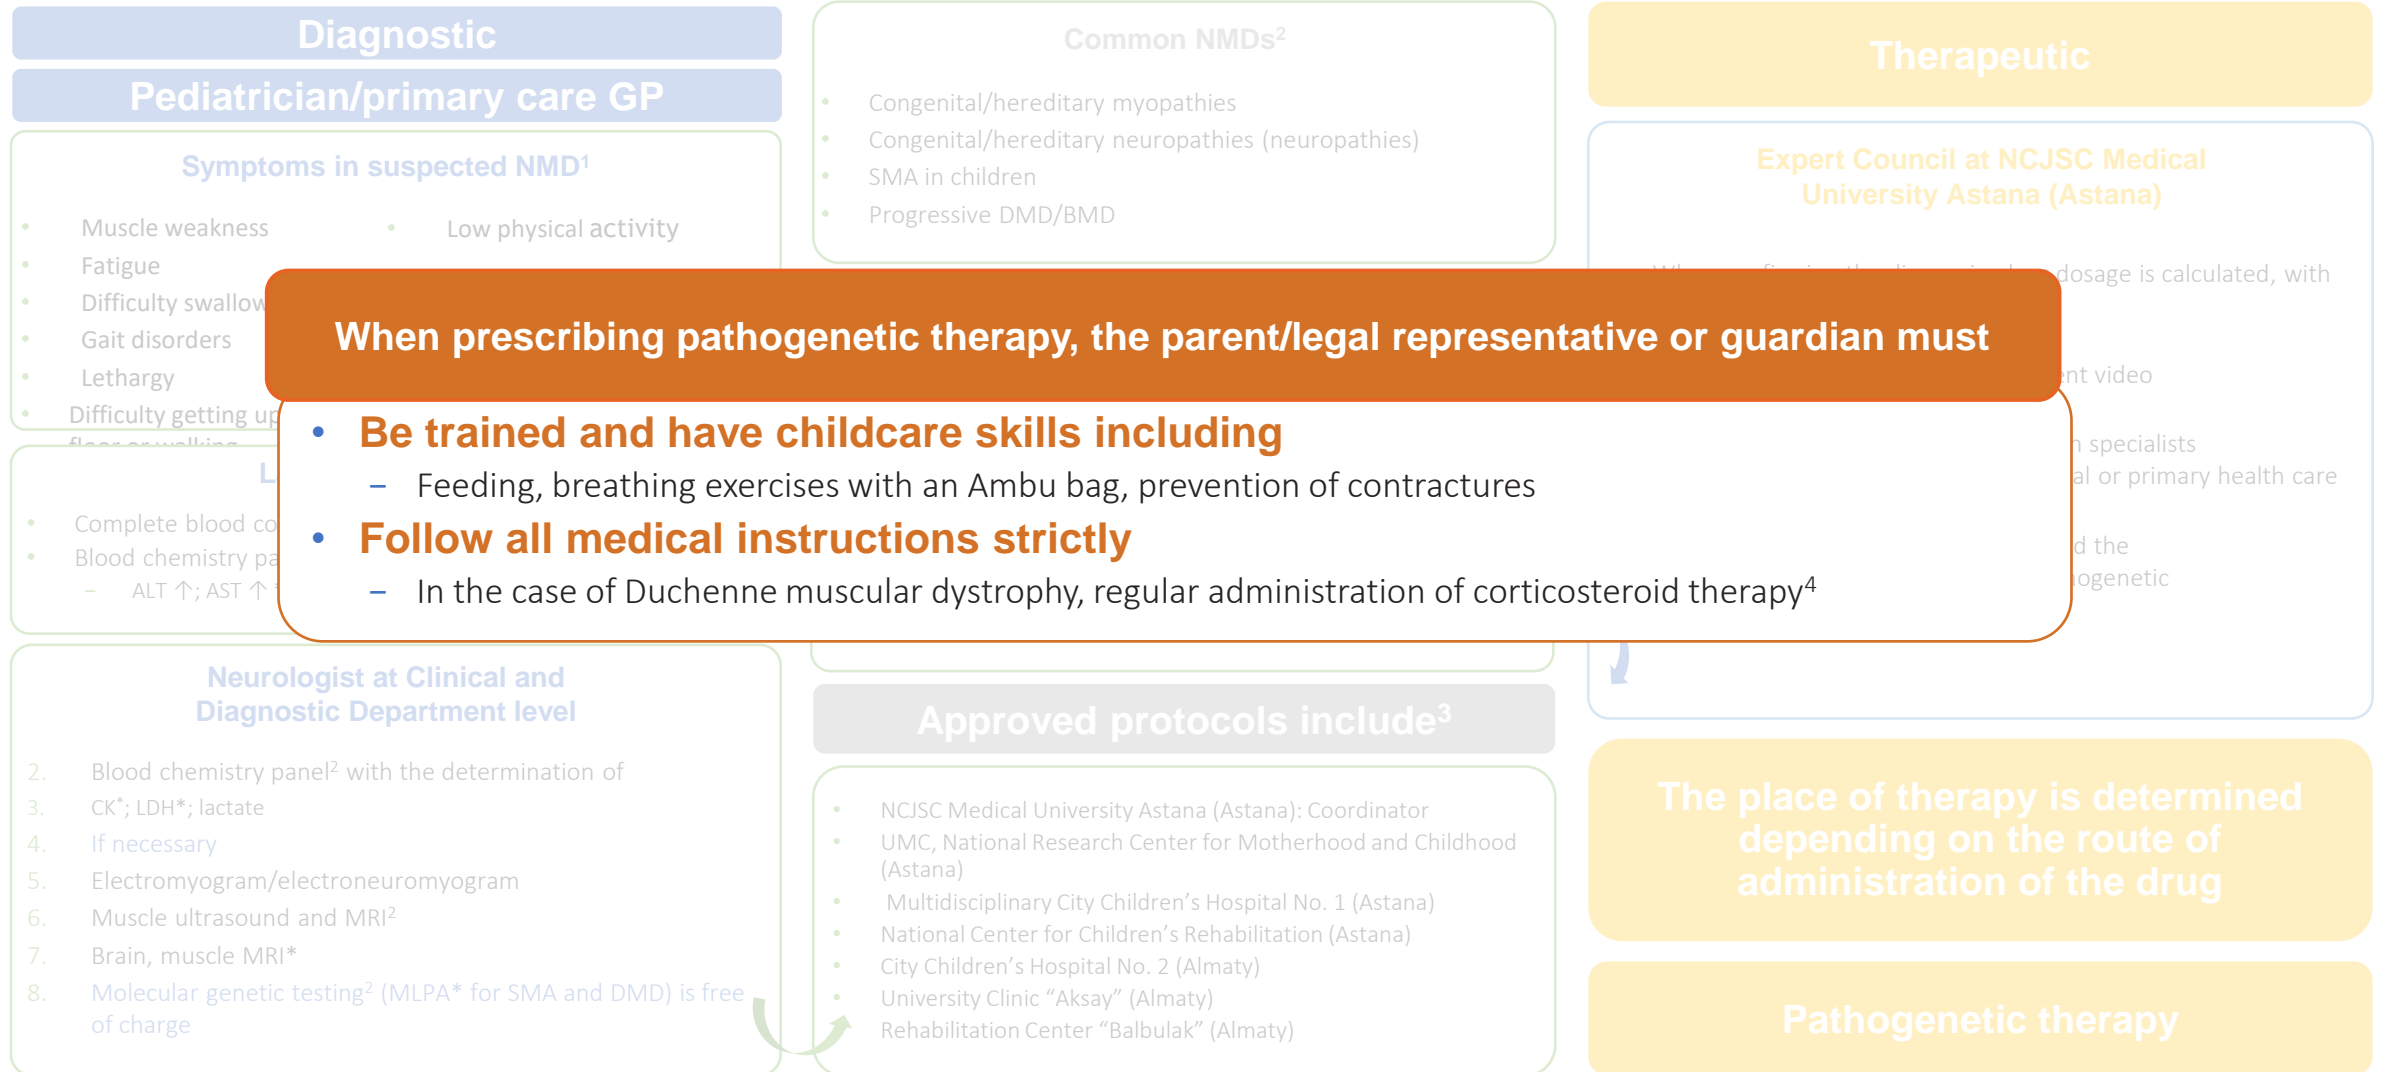 Diagnostic
Pediatrician/primary care GP
Symptoms in suspected NMD¹
• Muscle weakness
• Low physical activity
• Fatigue
• Difficulty swallow
• Gait disorders
• Lethargy
• Difficulty getting up
floor or walking
L
• Complete blood co
• Blood chemistry pa
– ALT ↑; AST ↑
Neurologist at Clinical and
Diagnostic Department level
2. Blood chemistry panel² with the determination of
3. CK*; LDH*; lactate
4. If necessary
5. Electromyogram/electroneuromyogram
6. Muscle ultrasound and MRI²
7. Brain, muscle MRI*
8. Molecular genetic testing² (MLPA* for SMA and DMD) is free
of charge
Common NMDs²
• Congenital/hereditary myopathies
• Congenital/hereditary neuropathies (neuropathies)
• SMA in children
• Progressive DMD/BMD
When prescribing pathogenetic therapy, the parent/legal representative or guardian must
• Be trained and have childcare skills including
– Feeding, breathing exercises with an Ambu bag, prevention of contractures
• Follow all medical instructions strictly
– In the case of Duchenne muscular dystrophy, regular administration of corticosteroid therapy⁴
Approved protocols include³
• NCJSC Medical University Astana (Astana): Coordinator
• UMC, National Research Center for Motherhood and Childhood
(Astana)
• Multidisciplinary City Children's Hospital No. 1 (Astana)
• National Center for Children's Rehabilitation (Astana)
• City Children's Hospital No. 2 (Almaty)
• University Clinic “Aksay” (Almaty)
• Rehabilitation Center “Balbulak” (Almaty)
Therapeutic
Expert Council at NCJSC Medical
University Astana (Astana)
dosage is calculated, with
ent video
specialists
al or primary health care
d the
ogenetic
The place of therapy is determined
depending on the route of
administration of the drug
Pathogenetic therapy